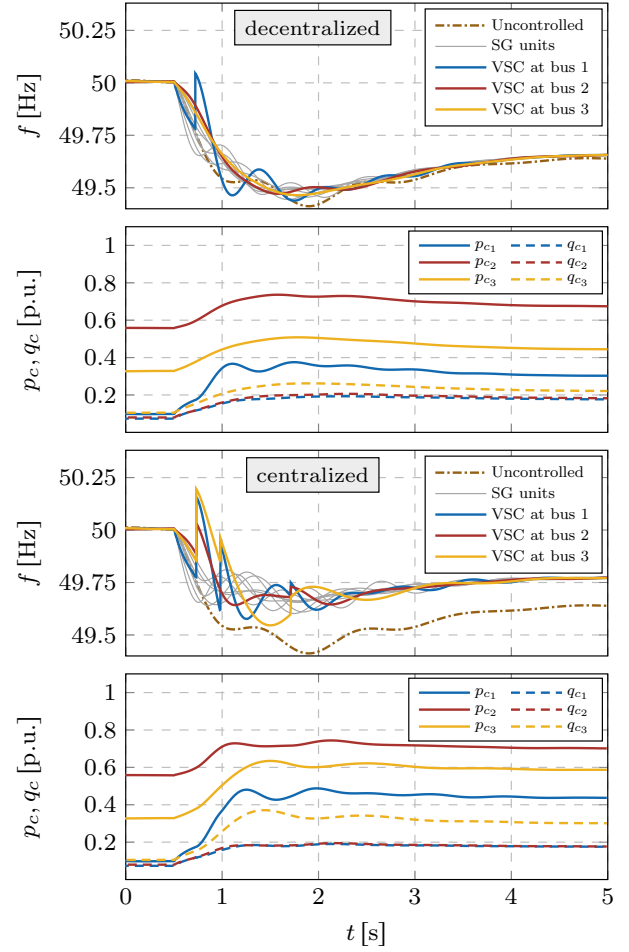 50.25
50
49.75
49.5
f [Hz]
decentralized
Uncontrolled
SG units
VSC at bus 1
VSC at bus 2
VSC at bus 3
1
0.8
0.6
0.4
0.2
p_c, q_c [p.u.]
p_{c_1} q_{c_1}
p_{c_2} q_{c_2}
p_{c_3} q_{c_3}
50.25
50
49.75
49.5
f [Hz]
centralized
Uncontrolled
SG units
VSC at bus 1
VSC at bus 2
VSC at bus 3
1
0.8
0.6
0.4
0.2
p_c, q_c [p.u.]
p_{c_1} q_{c_1}
p_{c_2} q_{c_2}
p_{c_3} q_{c_3}
0 1 2 3 4 5
t [s]